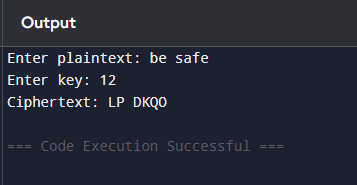 Output
Enter plaintext: be safe
Enter key: 12
Ciphertext: LP DKQO
=== Code Execution Successful ===